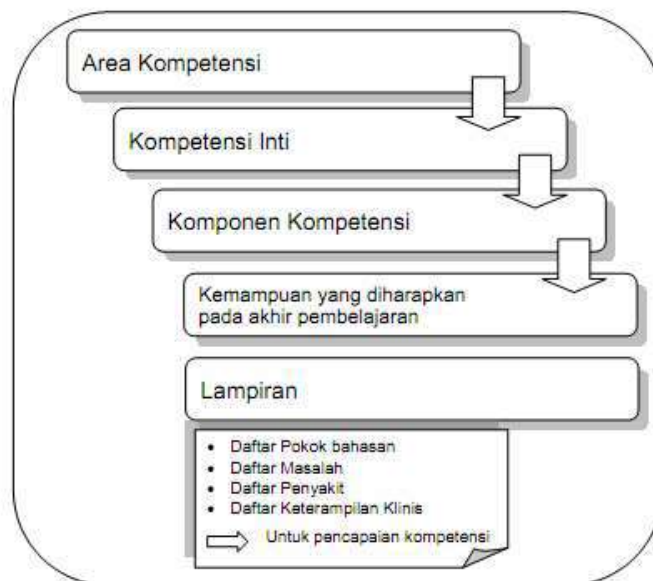 Area Kompetensi
Kompetensi Inti
Komponen Kompetensi
Kemampuan yang diharapkan
pada akhir pembelajaran
Lampiran
• Daftar Pokok bahasan
• Daftar Masalah
• Daftar Penyakit
• Daftar Keterampilan Klinis
Untuk pencapaian kompetensi